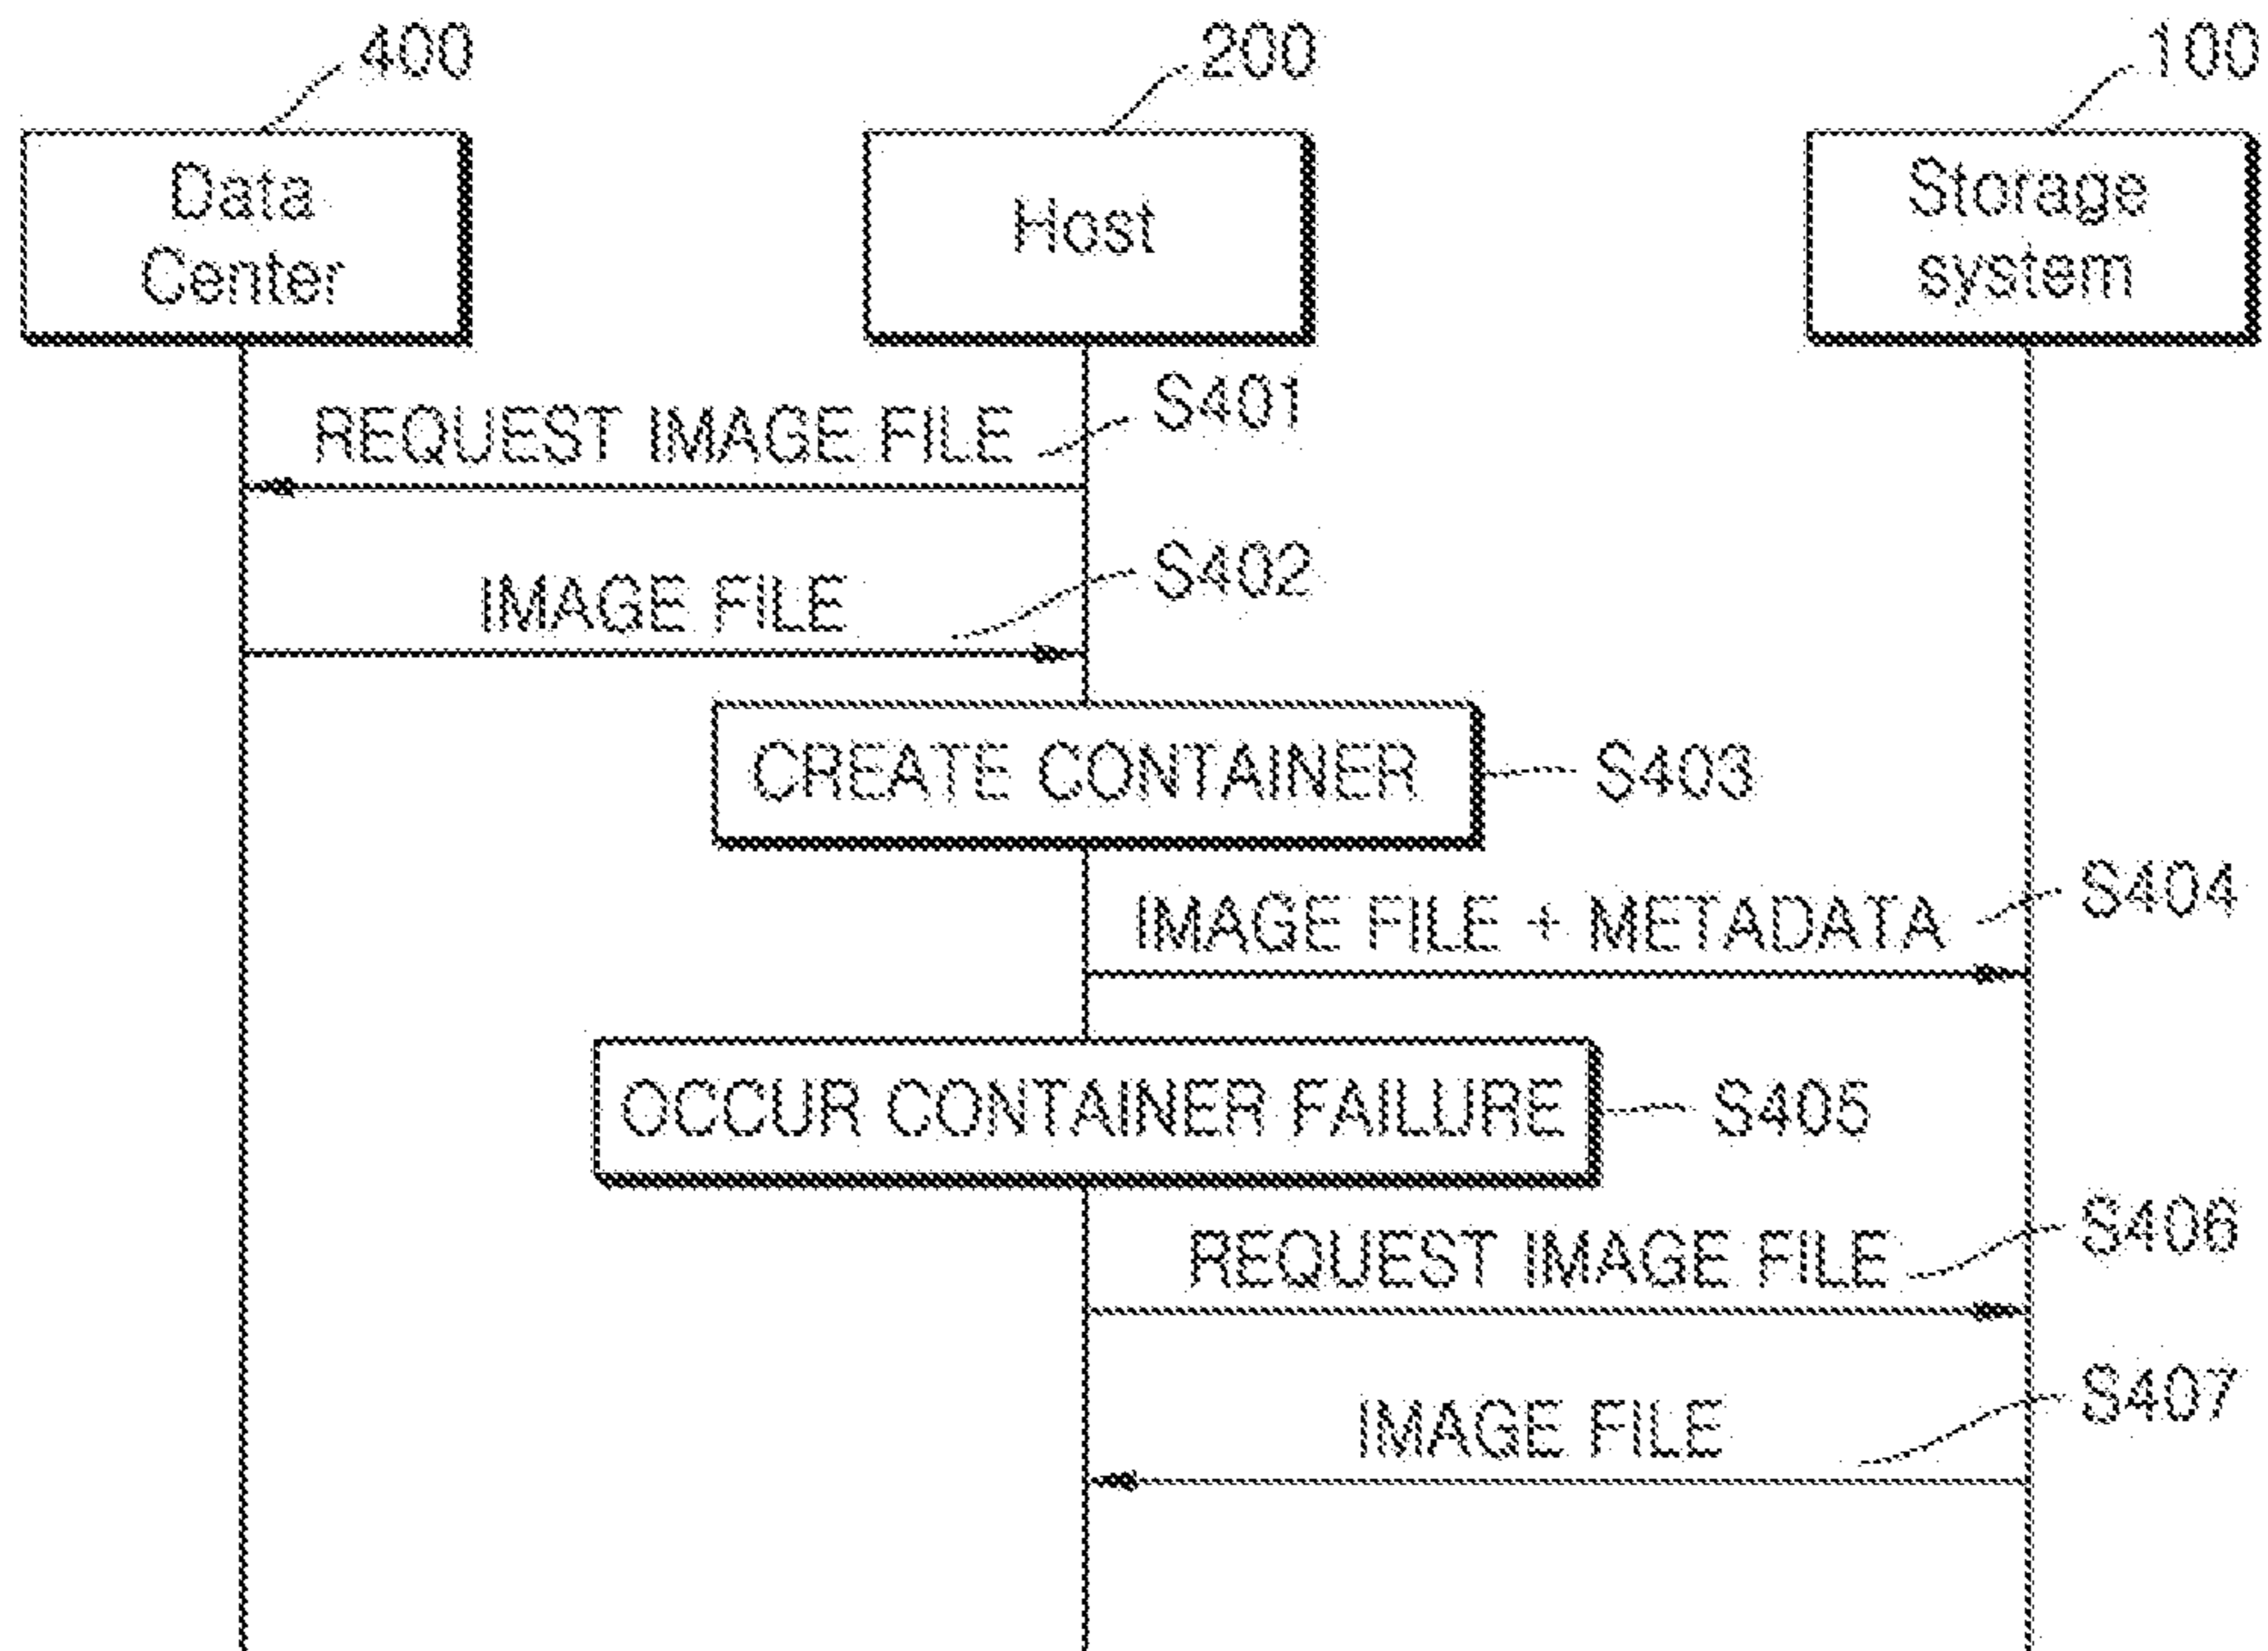 400
200
100
Data
Center
Host
Storage
system
REQUEST IMAGE FILE
S401
IMAGE FILE
S402
CREATE CONTAINER
S403
IMAGE FILE + METADATA
S404
OCCUR CONTAINER FAILURE
S405
REQUEST IMAGE FILE
S406
IMAGE FILE
S407